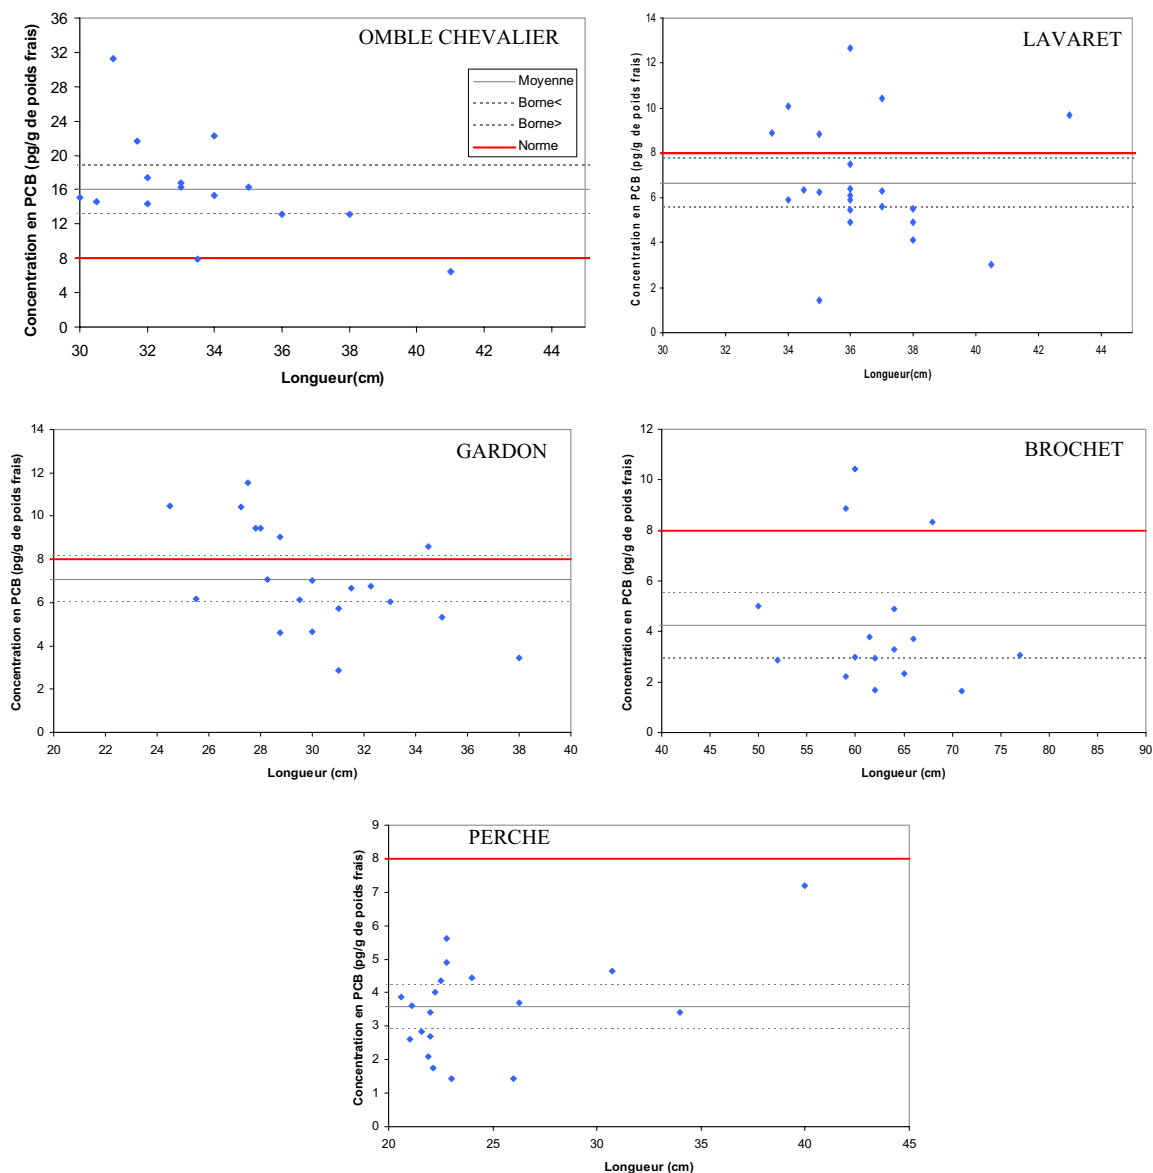 OMBLE CHEVALIER
Concentration en PCB (pg/g de poids frais)
36
32
28
24
20
16
12
8
4
0
Moyenne
Borne<
Borne>
Norme
30 32 34 36 38 40 42 44
Longueur(cm)
LAVARET
Concentration en PCB (pg/g de poids frais)
14
12
10
8
6
4
2
0
30 32 34 36 38 40 42 44
Longueur(cm)
GARDON
Concentration en PCB (pg/g de poids frais)
14
12
10
8
6
4
2
0
20 22 24 26 28 30 32 34 36 38 40
Longueur (cm)
BROCHET
Concentration en PCB (pg/g de poids frais)
12
10
8
6
4
2
0
40 45 50 55 60 65 70 75 80 85 90
Longueur (cm)
PERCHE
Concentration en PCB (pg/g de poids frais)
9
8
7
6
5
4
3
2
1
0
20 25 30 35 40 45
Longueur (cm)